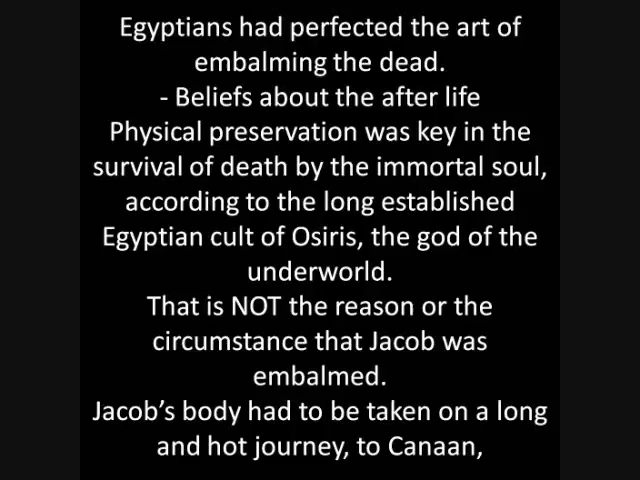 Egyptians had perfected the art of
embalming the dead.
- Beliefs about the after life
Physical preservation was key in the
survival of death by the immortal soul,
according to the long established
Egyptian cult of Osiris, the god of the
underworld.
That is NOT the reason or the
circumstance that Jacob was
embalmed.
Jacob’s body had to be taken on a long
and hot journey, to Canaan,